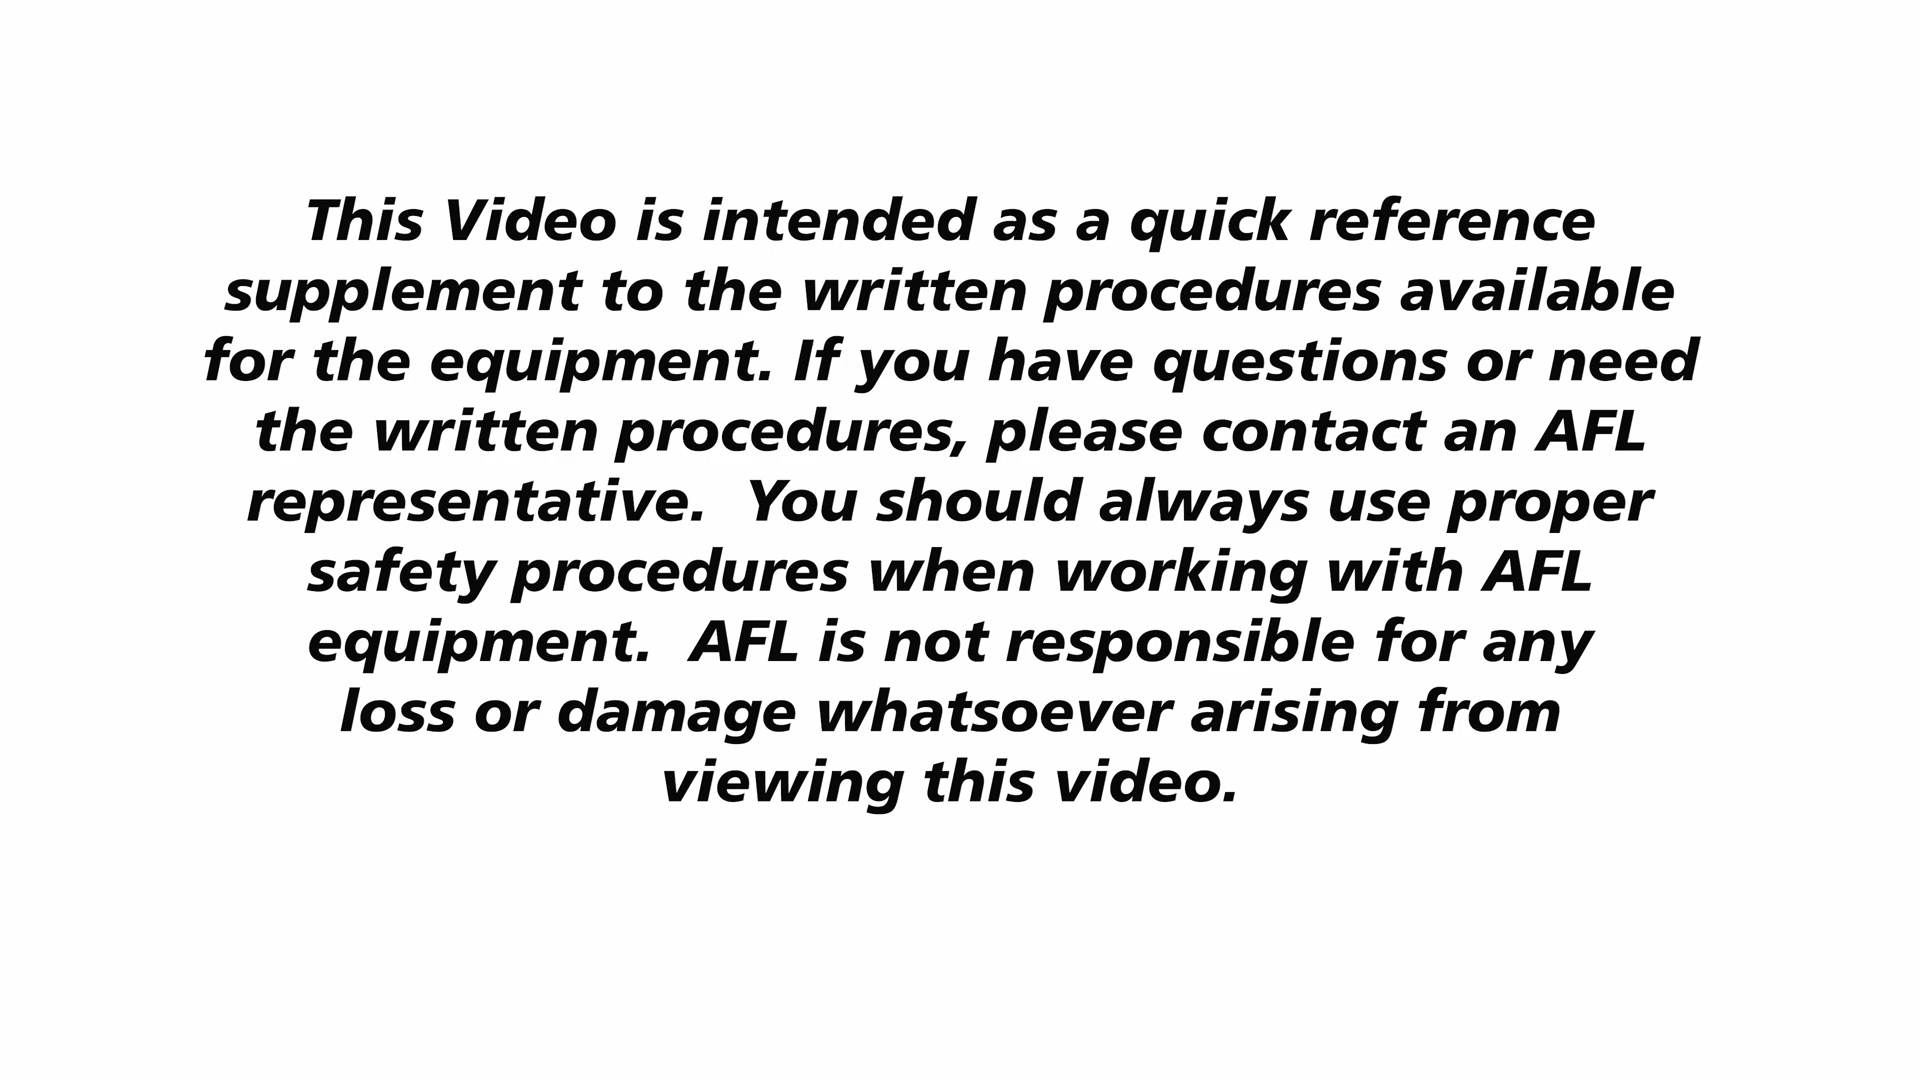 This Video is intended as a quick reference
supplement to the written procedures available
for the equipment. If you have questions or need
the written procedures, please contact an AFL
representative.  You should always use proper
safety procedures when working with AFL
equipment.  AFL is not responsible for any
loss or damage whatsoever arising from
viewing this video.